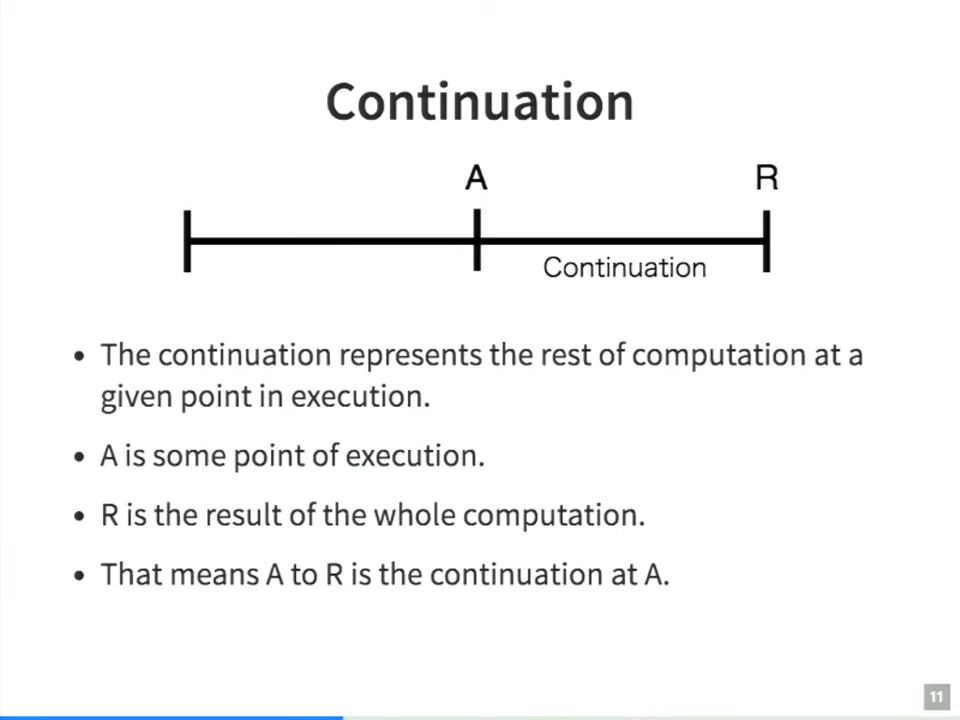 Continuation
A R
Continuation
• The continuation represents the rest of computation at a
given point in execution.
• A is some point of execution.
• R is the result of the whole computation.
• That means A to R is the continuation at A.
11